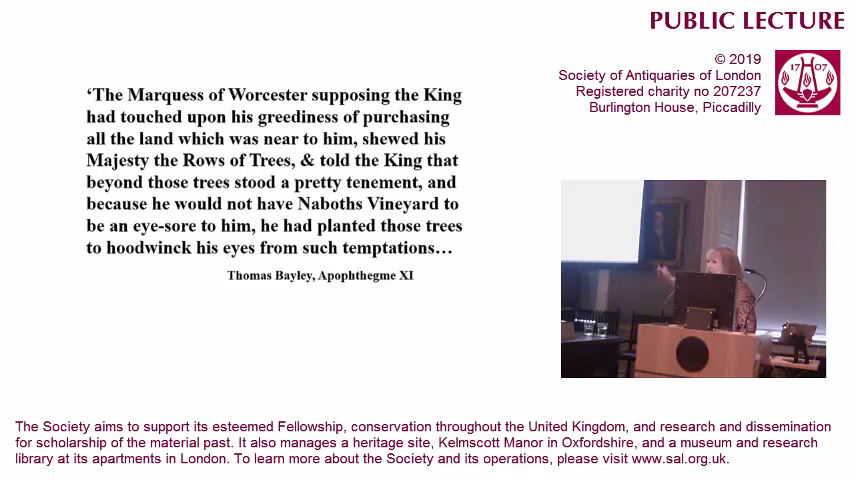 PUBLIC LECTURE
© 2019
Society of Antiquaries of London
Registered charity no 207237
Burlington House, Piccadilly
1707
‘The Marquess of Worcester supposing the King
had touched upon his greediness of purchasing
all the land which was near to him, shewed his
Majesty the Rows of Trees, & told the King that
beyond those trees stood a pretty tenement, and
because he would not have Naboths Vineyard to
be an eye-sore to him, he had planted those trees
to hoodwinck his eyes from such temptations…
Thomas Bayley, Apophthegme XI
The Society aims to support its esteemed Fellowship, conservation throughout the United Kingdom, and research and dissemination
for scholarship of the material past. It also manages a heritage site, Kelmscott Manor in Oxfordshire, and a museum and research
library at its apartments in London. To learn more about the Society and its operations, please visit www.sal.org.uk.